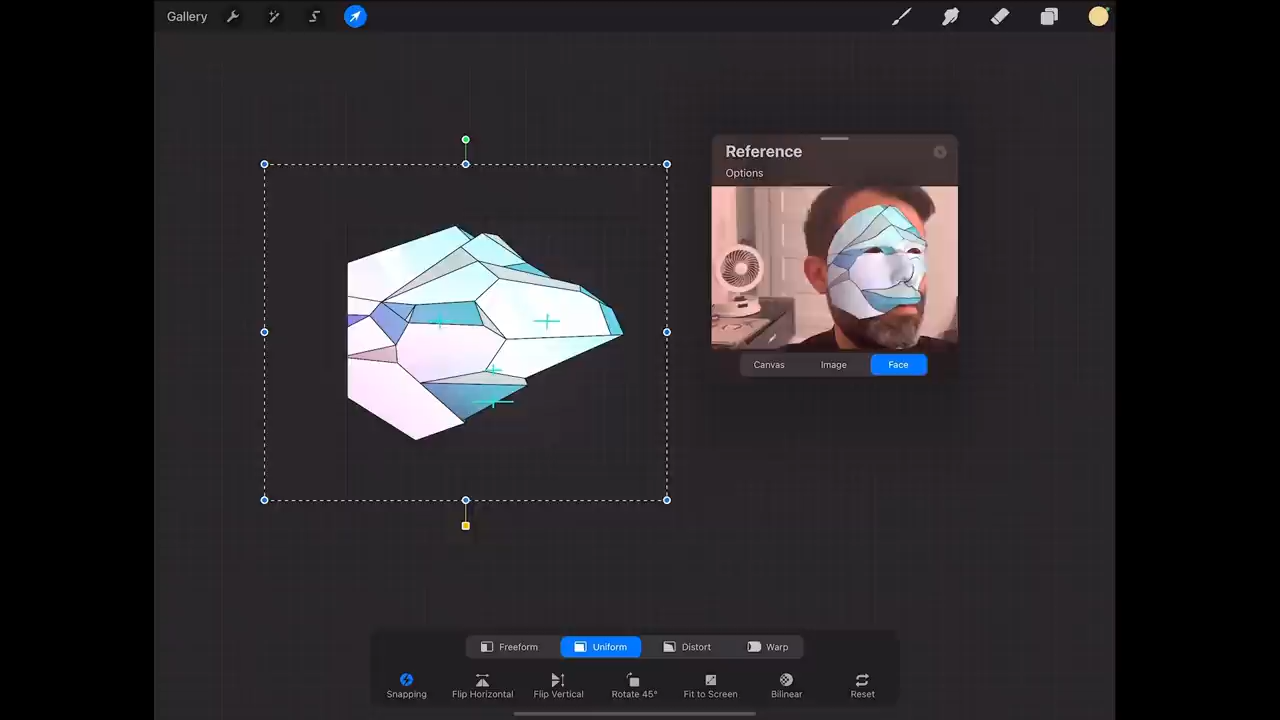 Gallery
Reference
Options
Canvas Image Face
Freeform Uniform Distort Warp
Snapping Flip Horizontal Flip Vertical Rotate 45° Fit to Screen Bilinear Reset